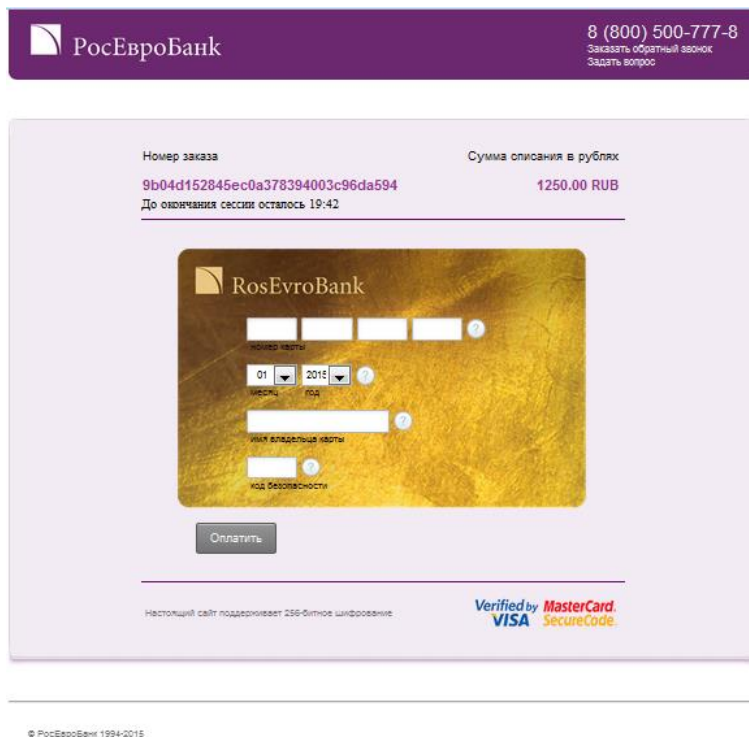 РосЕвроБанк
8 (800) 500-777-8
Заказать обратный звонок
Задать вопрос
Номер заказа
Сумма списания в рублях
9b04d152845ec0a378394003c96da594
1250.00 RUB
До окончания сессии осталось 19:42
RosEvroBank
?
номер карты
01
2015
?
месяц
год
?
имя владельца карты
?
код безопасности
Оплатить
Настоящий сайт поддерживает 256-битное шифрование
Verified by VISA
MasterCard. SecureCode.
© РосЕвроБанк 1994-2015